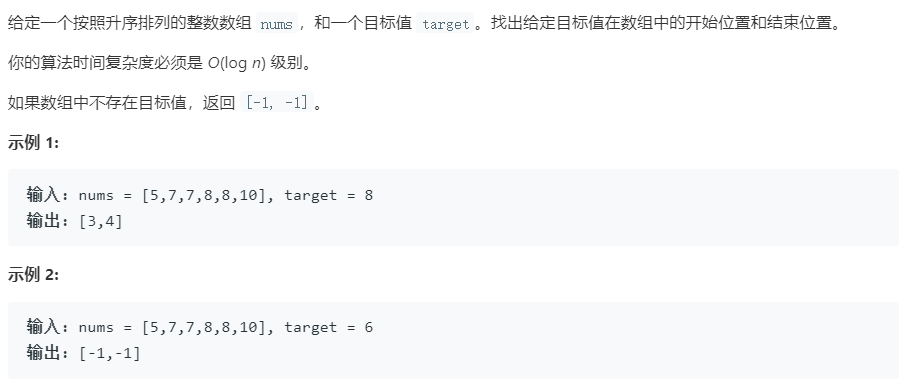 给定一个按照升序排列的整数数组 nums，和一个目标值 target。找出给定目标值在数组中的开始位置和结束位置。
你的算法时间复杂度必须是 O(log n) 级别。
如果数组中不存在目标值，返回 [-1, -1]。
示例 1:
输入: nums = [5,7,7,8,8,10], target = 8
输出: [3,4]
示例 2:
输入: nums = [5,7,7,8,8,10], target = 6
输出: [-1,-1]